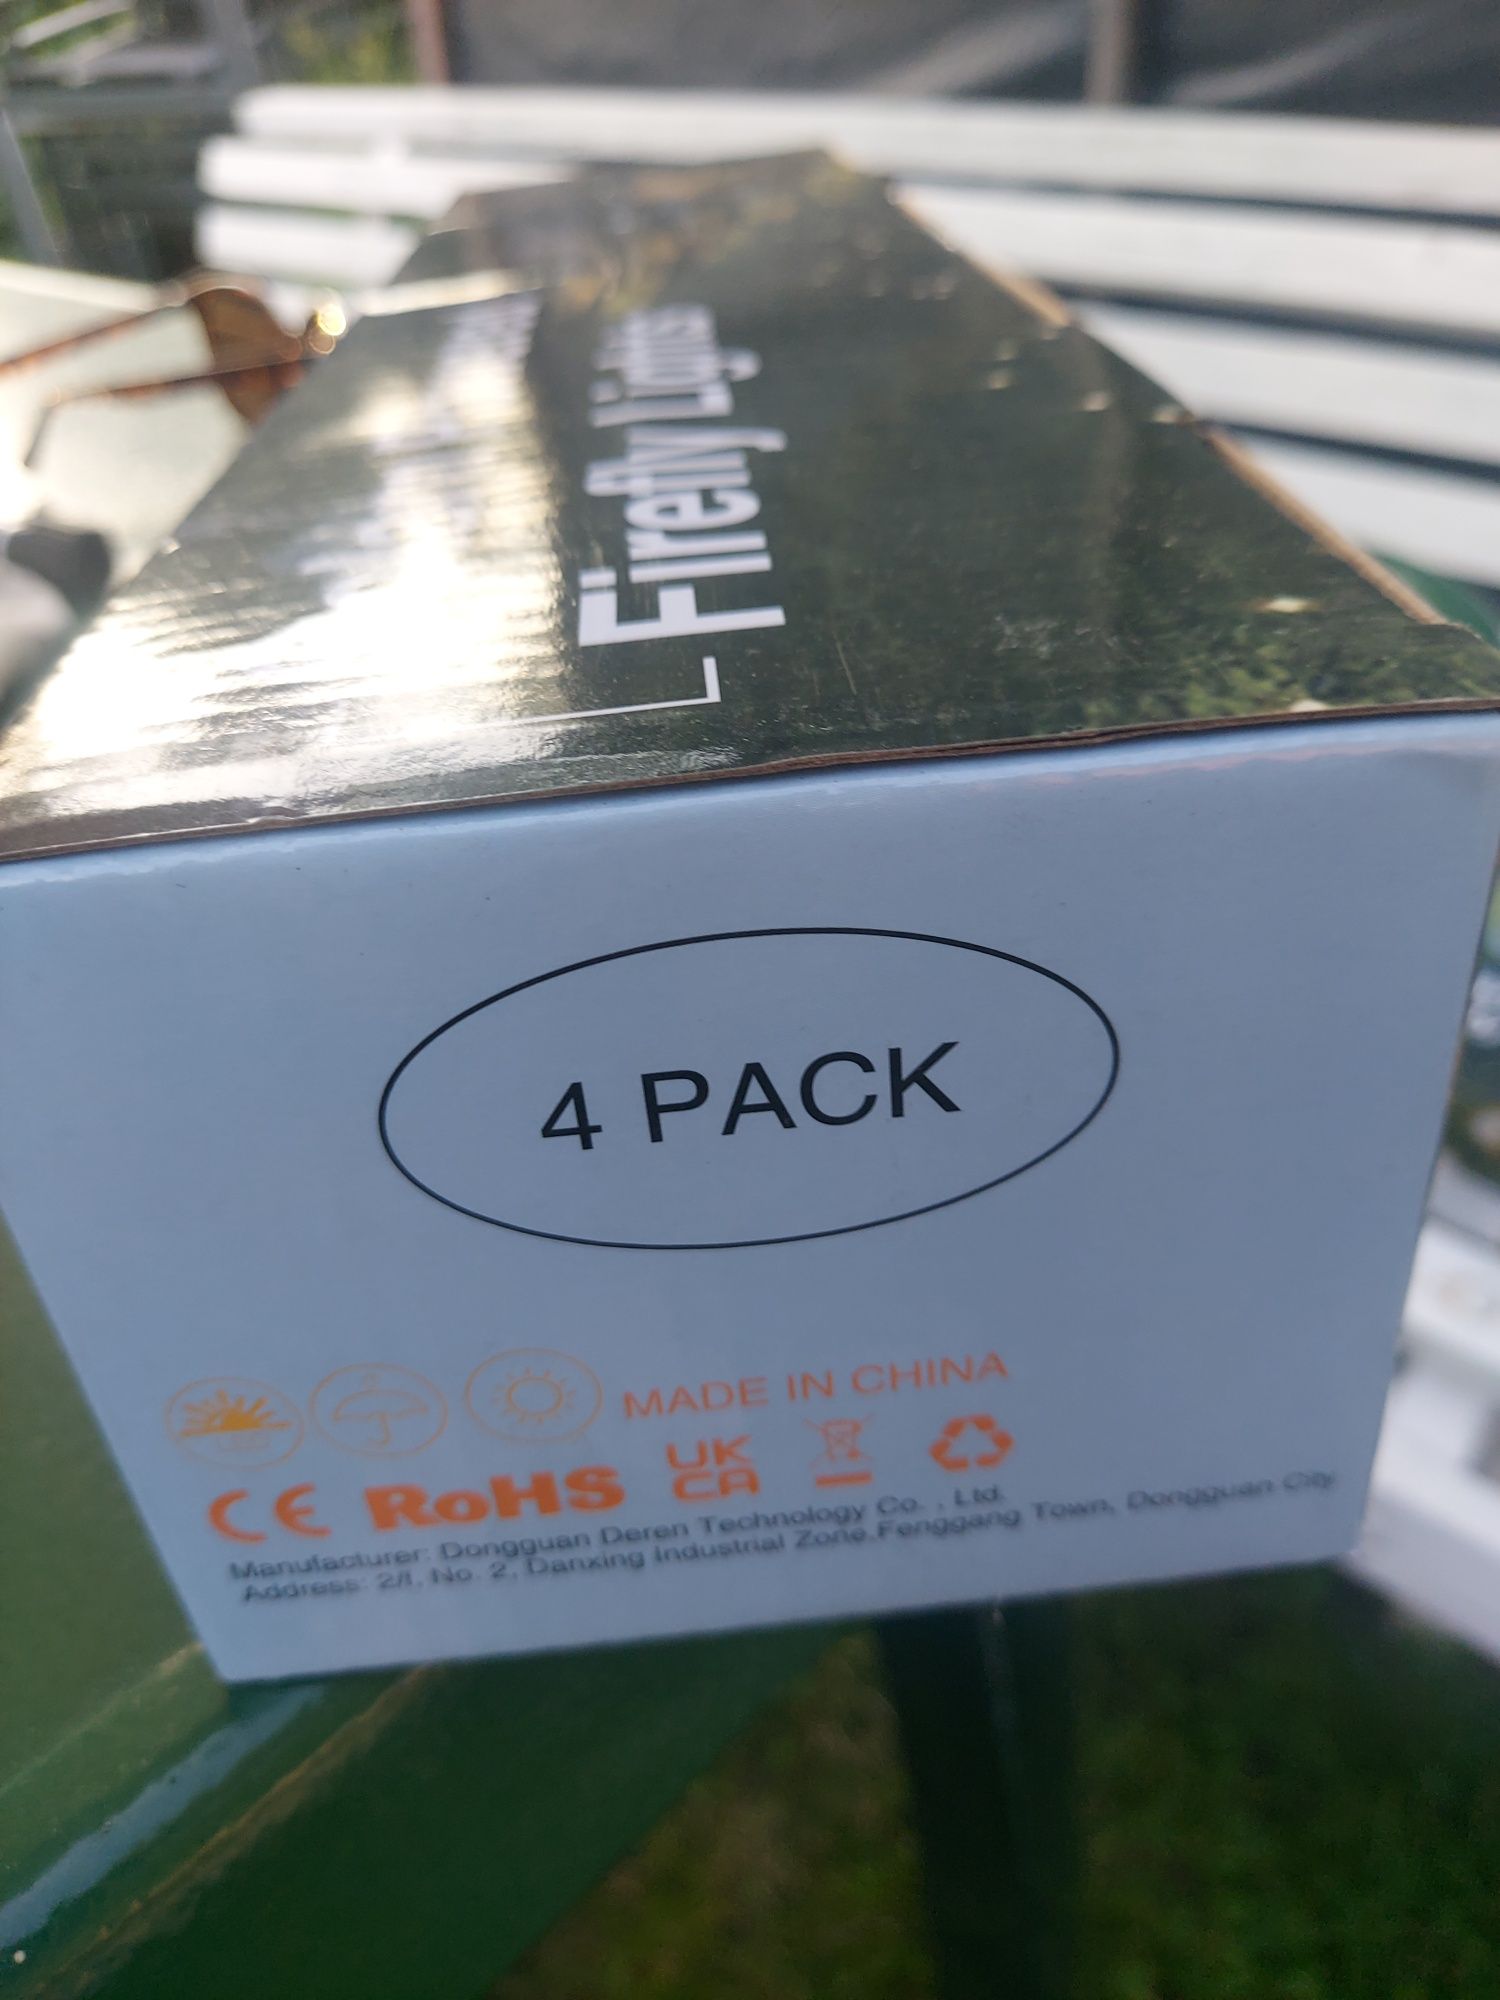 Firefly Lights
4 PACK
MADE IN CHINA
CE RoHS UK
CA
Manufacturer: Dongguan Deren Technology Co. , Ltd.
Address: 2/f, No. 2, Danxing Industrial Zone,Fenggang Town, Dongguan City